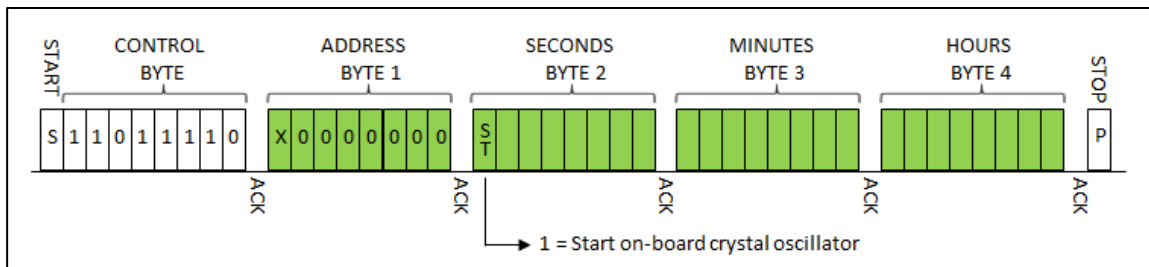 START
CONTROL
BYTE
ADDRESS
BYTE 1
SECONDS
BYTE 2
MINUTES
BYTE 3
HOURS
BYTE 4
STOP
S 1 1 0 1 1 1 1 0
X 0 0 0 0 0 0 0
ST
P
ACK
ACK
ACK
ACK
ACK
1 = Start on-board crystal oscillator